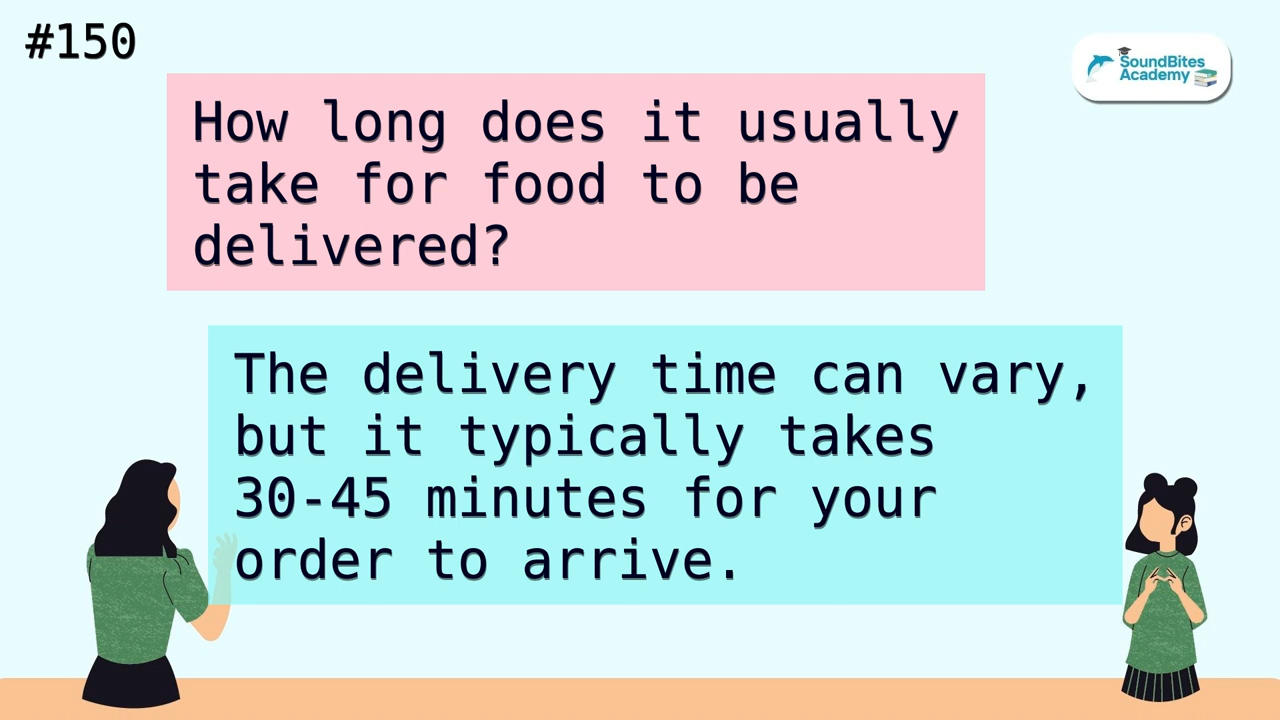 #150
SoundBites
Academy
How long does it usually
take for food to be
delivered?
The delivery time can vary,
but it typically takes
30-45 minutes for your
order to arrive.